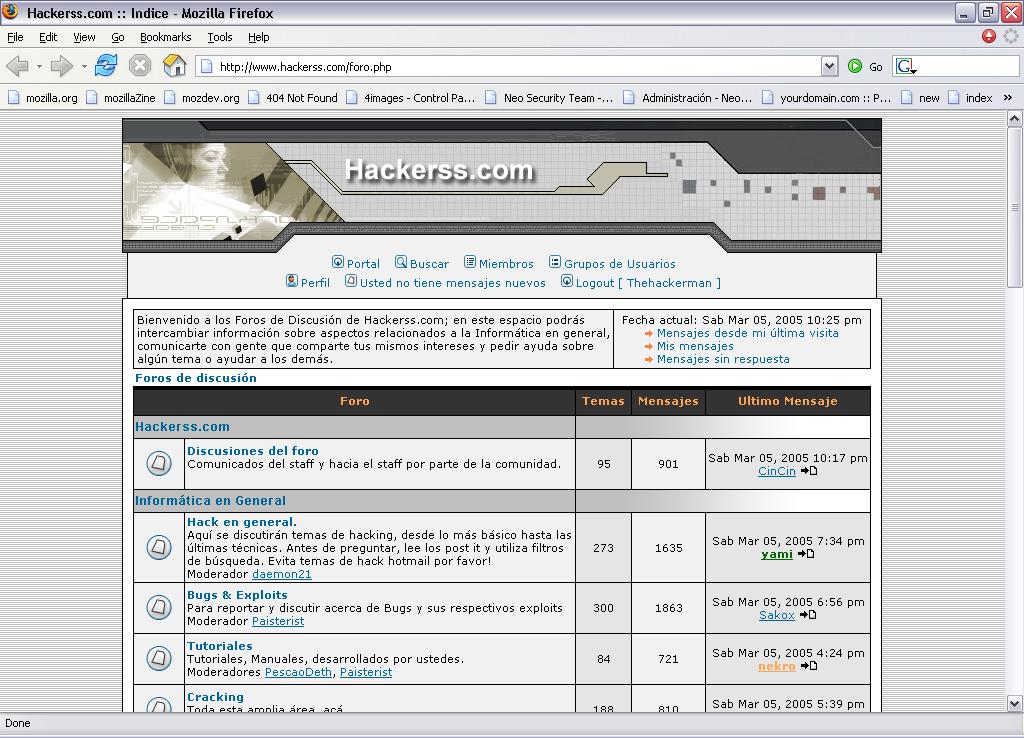 Hackerss.com :: Indice - Mozilla Firefox
File Edit View Go Bookmarks Tools Help
http://www.hackerss.com/foro.php Go G
mozilla.org mozillaZine mozdev.org 404 Not Found 4images - Control Pa... Neo Security Team -... Administración - Neo... yourdomain.com :: P... new index »
Hackerss.com
Portal Buscar Miembros Grupos de Usuarios
Perfil Usted no tiene mensajes nuevos Logout [ Thehackerman ]
Bienvenido a los Foros de Discusión de Hackerss.com; en este espacio podrás
intercambiar información sobre aspectos relacionados a la Informática en general,
comunicarte con gente que comparte tus mismos intereses y pedir ayuda sobre
algún tema o ayudar a los demás.
Fecha actual: Sab Mar 05, 2005 10:25 pm
Mensajes desde mi última visita
Mis mensajes
Mensajes sin respuesta
Foros de discusión
Foro Temas Mensajes Ultimo Mensaje
Hackerss.com
Discusiones del foro
Comunicados del staff y hacia el staff por parte de la comunidad.
95 901
Sab Mar 05, 2005 10:17 pm
CinCin
Informática en General
Hack en general.
Aquí se discutirán temas de hacking, desde lo más básico hasta las
últimas técnicas. Antes de preguntar, lee los post it y utiliza filtros
de búsqueda. Evita temas de hack hotmail por favor!
Moderador daemon21
273 1635
Sab Mar 05, 2005 7:34 pm
yami
Bugs & Exploits
Para reportar y discutir acerca de Bugs y sus respectivos exploits
Moderador Paisterist
300 1863
Sab Mar 05, 2005 6:56 pm
Sakox
Tutoriales
Tutoriales, Manuales, desarrollados por ustedes.
Moderadores PescaoDeth, Paisterist
84 721
Sab Mar 05, 2005 4:24 pm
nekro
Cracking
Toda esta amplia área, acá.
188 810
Sab Mar 05, 2005 5:39 pm
Done